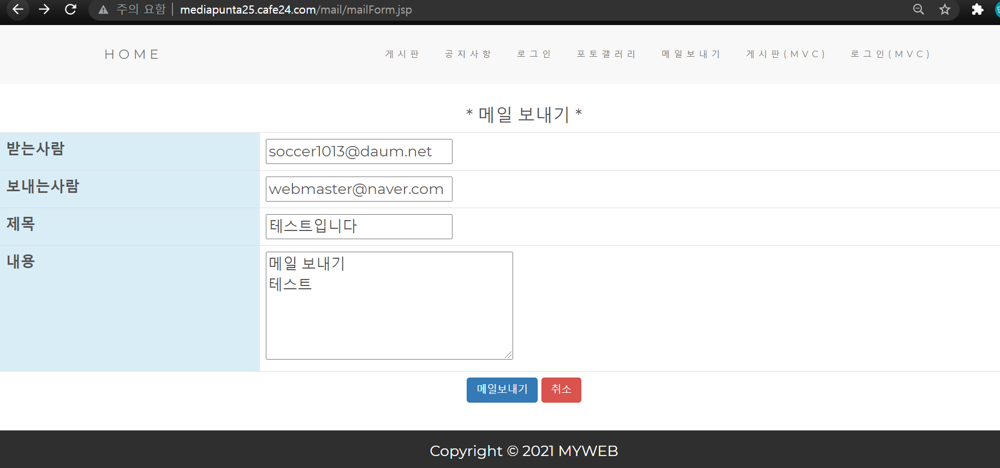 주의 요함 | mediapunta25.cafe24.com/mail/mailForm.jsp
HOME 게시판 공지사항 로그인 포토갤러리 메일보내기 게시판(MVC) 로그인(MVC)
* 메일 보내기 *
받는사람 soccer1013@daum.net
보내는사람 webmaster@naver.com
제목 테스트입니다
내용 메일 보내기
테스트
메일보내기 취소
Copyright © 2021 MYWEB